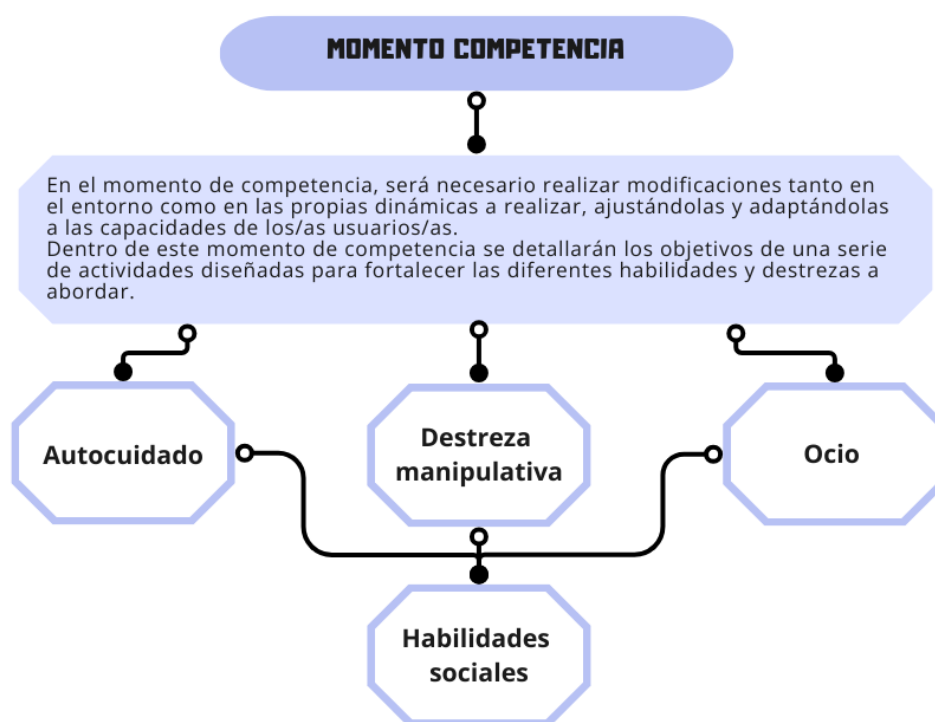 MOMENTO COMPETENCIA
En el momento de competencia, será necesario realizar modificaciones tanto en
el entorno como en las propias dinámicas a realizar, ajustándolas y adaptándolas
a las capacidades de los/as usuarios/as.
Dentro de este momento de competencia se detallarán los objetivos de una serie
de actividades diseñadas para fortalecer las diferentes habilidades y destrezas a
abordar.
Autocuidado
Destreza
manipulativa
Ocio
Habilidades
sociales